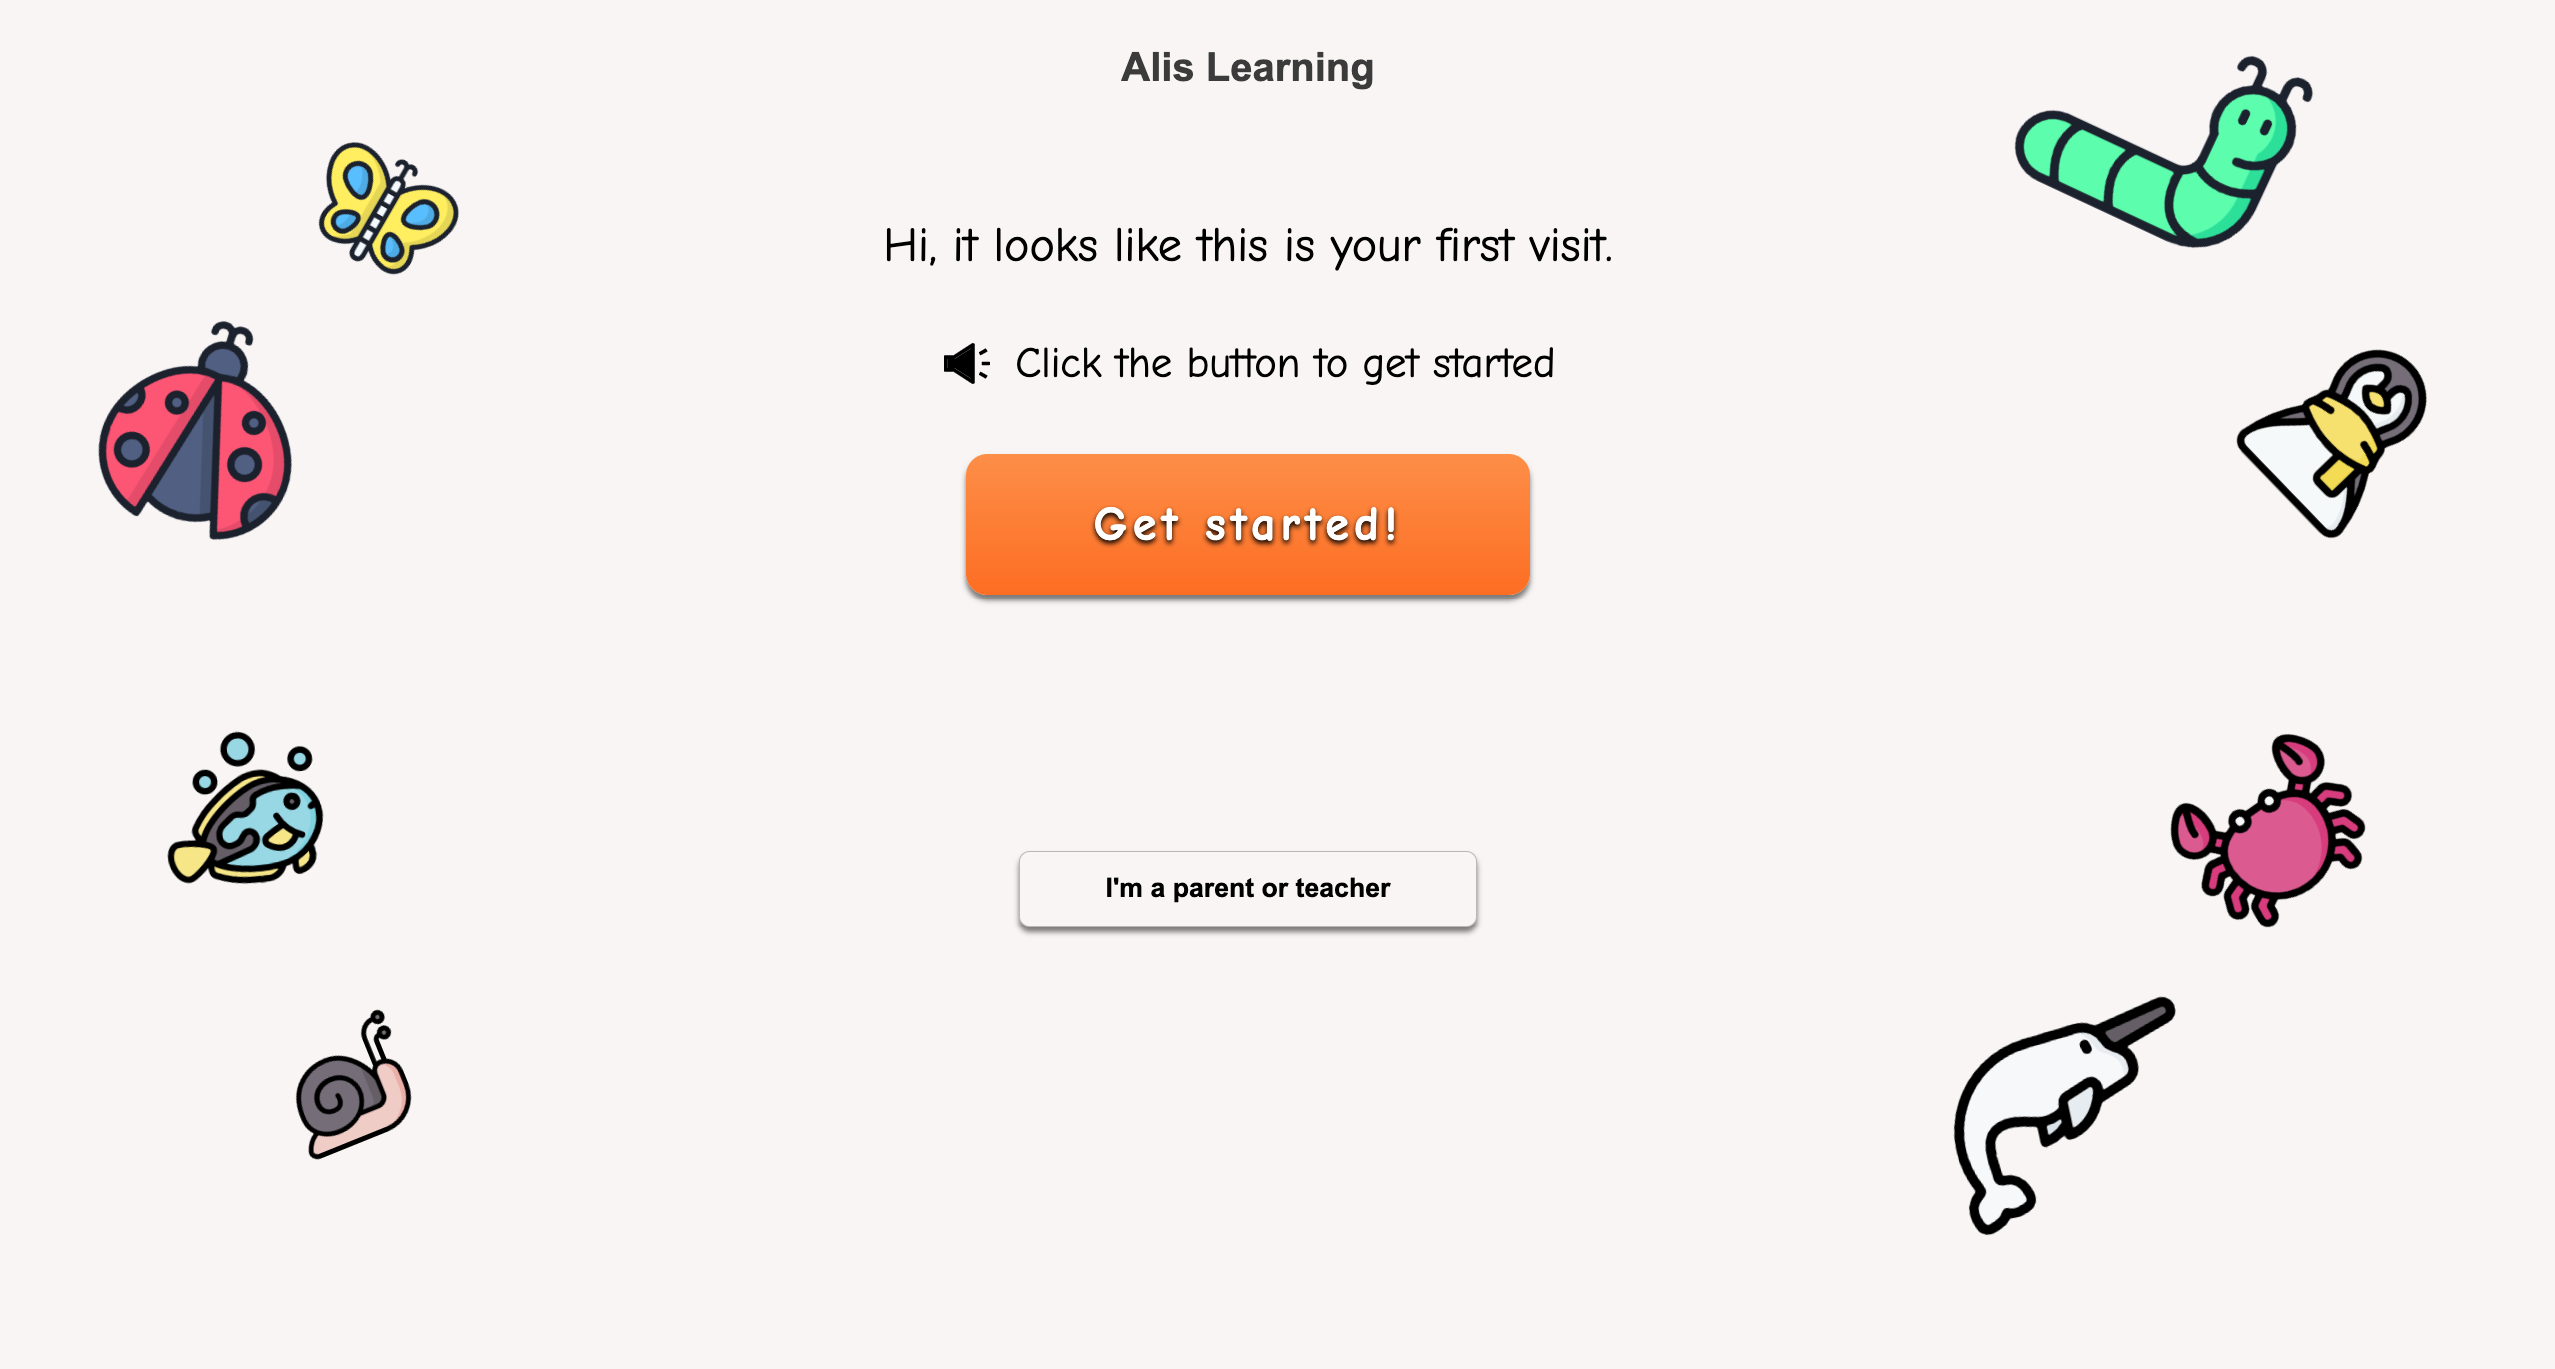 Alis Learning
Hi, it looks like this is your first visit.
Click the button to get started
Get started!
I'm a parent or teacher